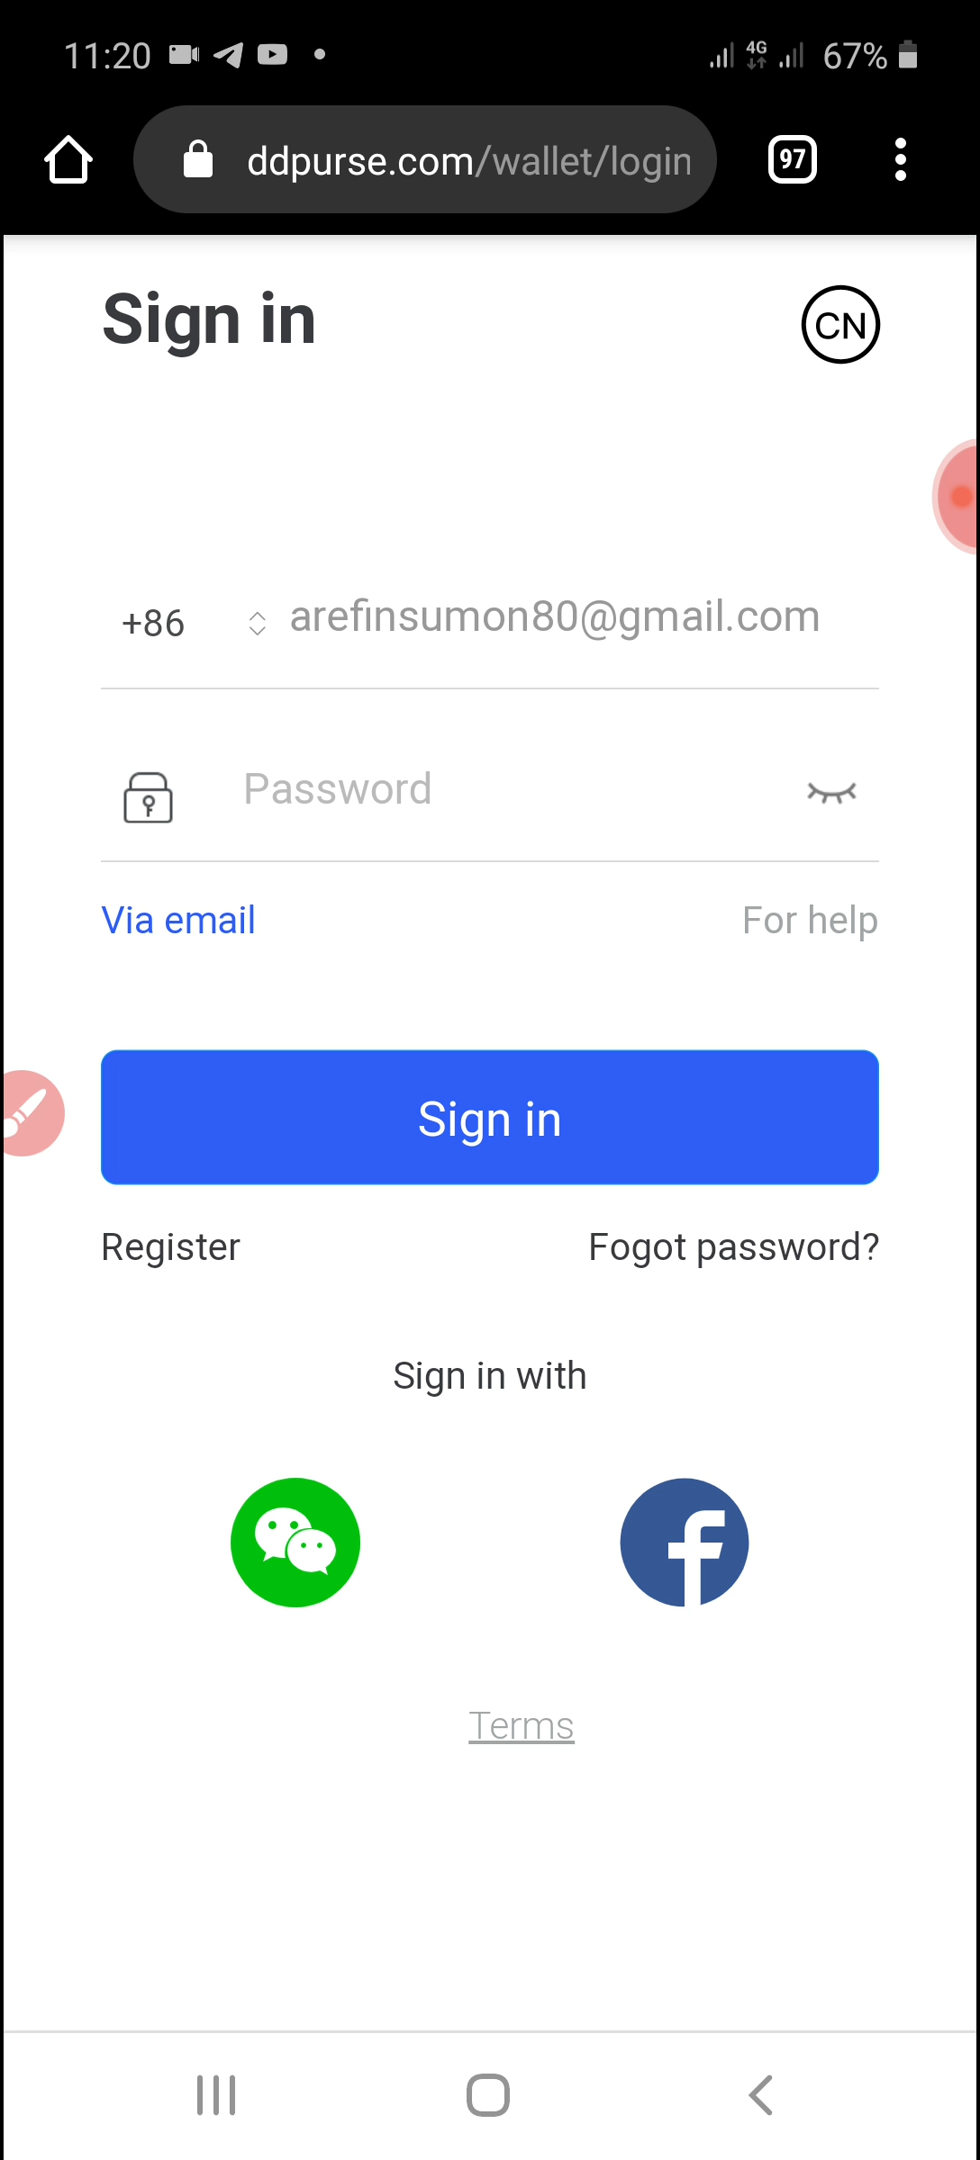 11:20 4G 67%
ddpurse.com/wallet/login 97
Sign in CN
+86 arefinsumon80@gmail.com
Password
Via email For help
Sign in
Register Fogot password?
Sign in with
Terms